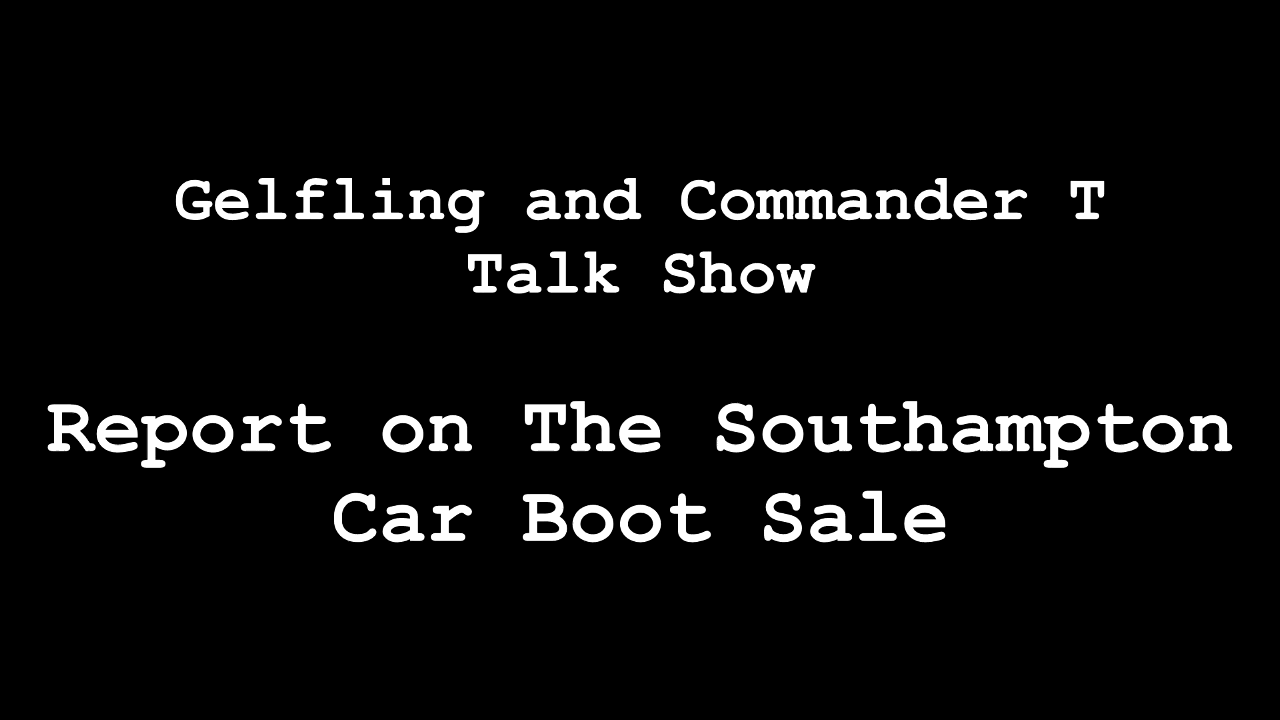 Gelfling and Commander T
Talk Show
Report on The Southampton
Car Boot Sale